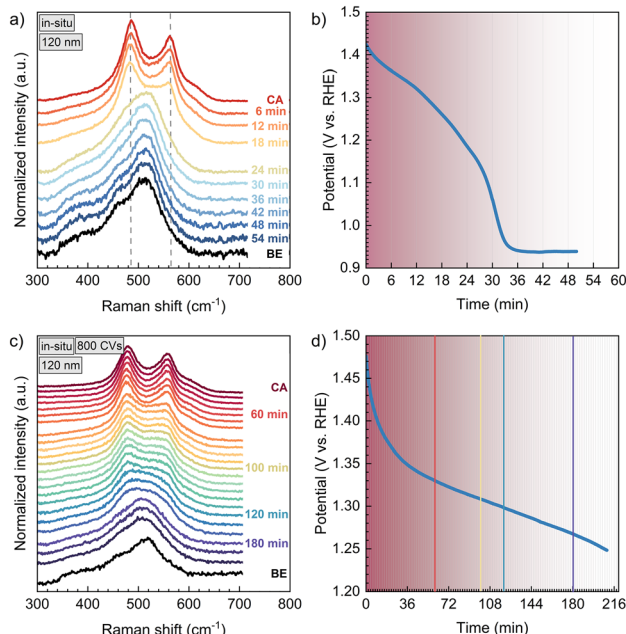 a)
in-situ
120 nm
CA
6 min
12 min
18 min
24 min
30 min
36 min
42 min
48 min
54 min
BE
Normalized intensity (a.u.)
300 400 500 600 700 800
Raman shift (cm⁻¹)
b)
1.5
1.4
1.3
1.2
1.1
1.0
0.9
Potential (V vs. RHE)
0 6 12 18 24 30 36 42 48 54 60
Time (min)
c)
in-situ 800 CVs
120 nm
CA
60 min
100 min
120 min
180 min
BE
Normalized intensity (a.u.)
300 400 500 600 700 800
Raman shift (cm⁻¹)
d)
1.50
1.45
1.40
1.35
1.30
1.25
1.20
Potential (V vs. RHE)
0 36 72 108 144 180 216
Time (min)